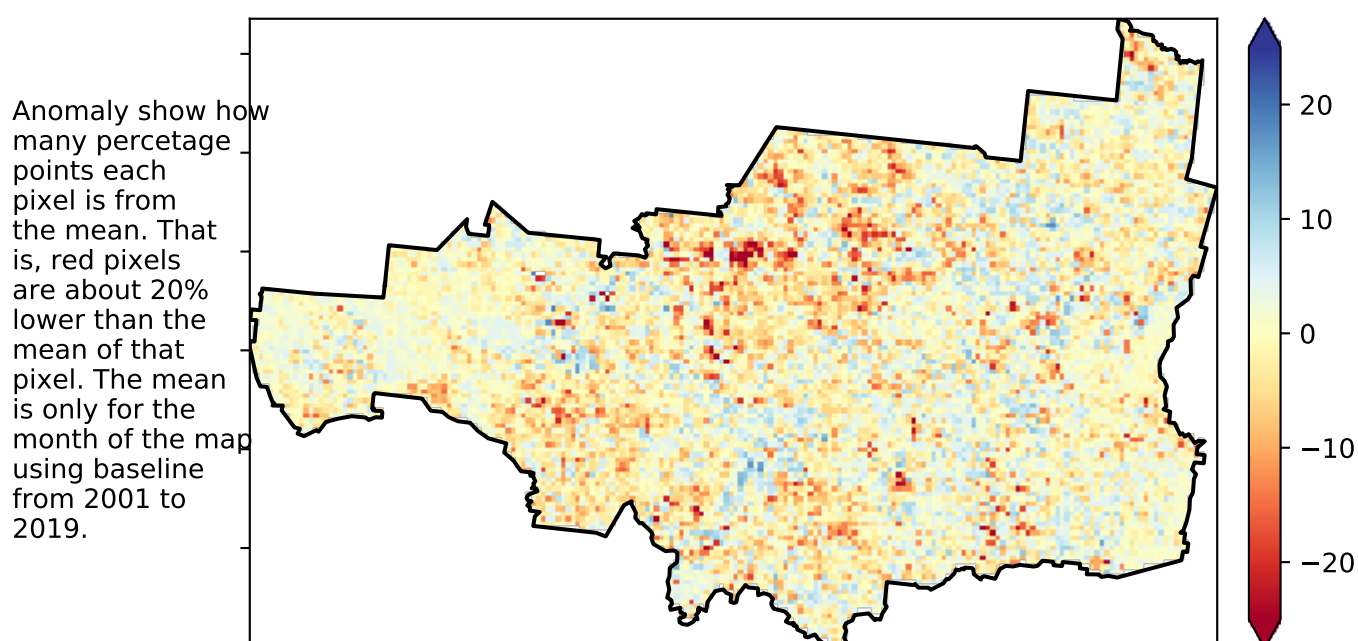 Anomaly show how
many percetage
points each
pixel is from
the mean. That
is, red pixels
are about 20%
lower than the
mean of that
pixel. The mean
is only for the
month of the map
using baseline
from 2001 to
2019.
20
10
0
−10
−20